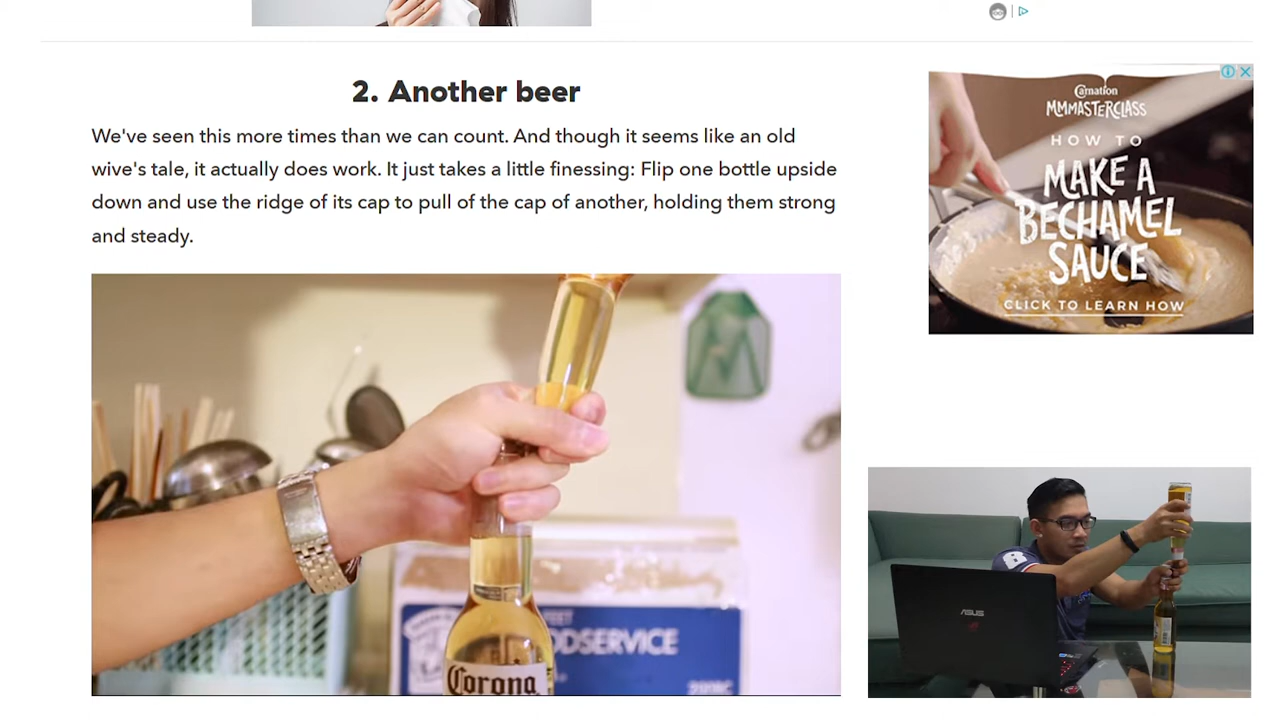 2. Another beer
We've seen this more times than we can count. And though it seems like an old
wive's tale, it actually does work. It just takes a little finessing: Flip one bottle upside
down and use the ridge of its cap to pull of the cap of another, holding them strong
and steady.
Carnation
MMMASTERCLASS
HOW TO
MAKE A
BECHAMEL
SAUCE
CLICK TO LEARN HOW
ODSERVICE
Corona
ASUS